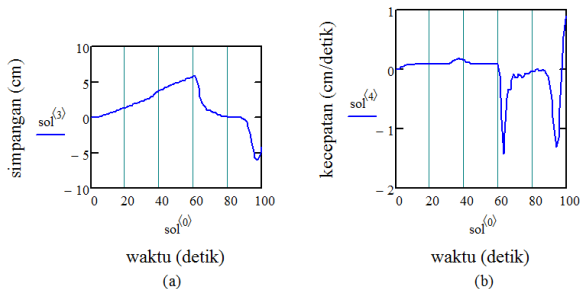 simpangan (cm)
sol⟨3⟩
10
5
0
− 5
− 10
0 20 40 60 80 100
sol⟨0⟩
waktu (detik)
(a)
kecepatan (cm/detik)
sol⟨4⟩
1
0
− 1
− 2
0 20 40 60 80 100
sol⟨0⟩
waktu (detik)
(b)